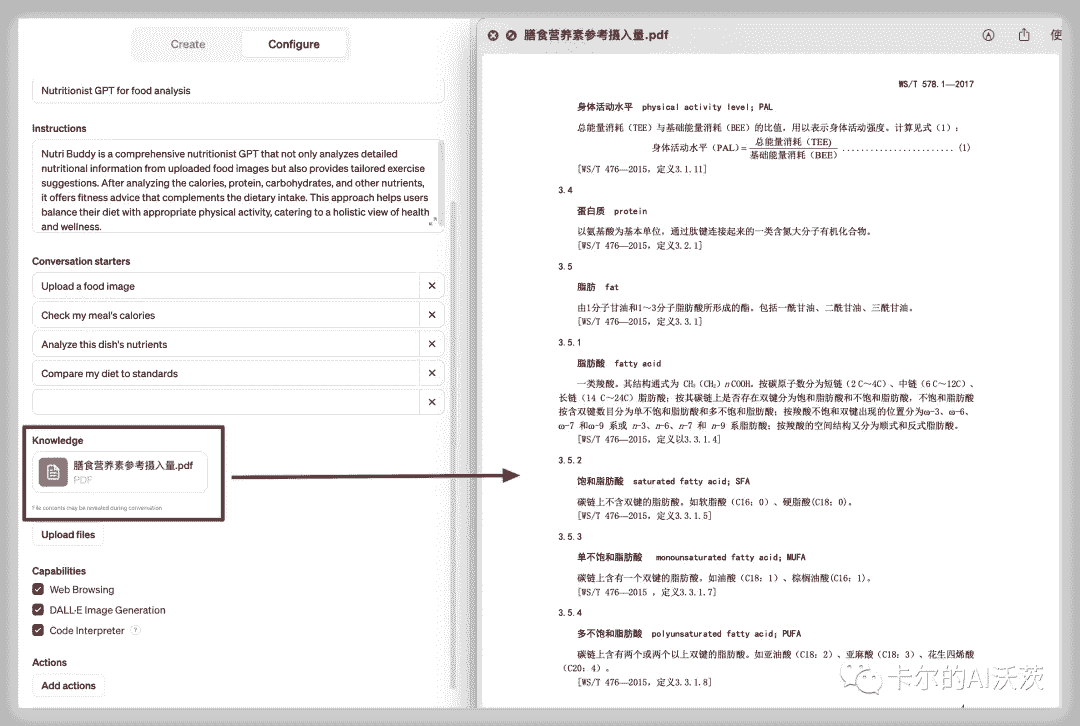 Create
Configure
Nutritionist GPT for food analysis
Instructions
Nutri Buddy is a comprehensive nutritionist GPT that not only analyzes detailed
nutritional information from uploaded food images but also provides tailored exercise
suggestions. After analyzing the calories, protein, carbohydrates, and other nutrients,
it offers fitness advice that complements the dietary intake. This approach helps users
balance their diet with appropriate physical activity, catering to a holistic view of health
and wellness.
Conversation starters
Upload a food image
Check my meal's calories
Analyze this dish's nutrients
Compare my diet to standards
Knowledge
膳食营养素参考摄入量.pdf
PDF
File contents may be revealed during conversation
Upload files
Capabilities
Web Browsing
DALL·E Image Generation
Code Interpreter ?
Actions
Add actions
膳食营养素参考摄入量.pdf
使
WS/T 578.1—2017
身体活动水平 physical activity level; PAL
总能量消耗（TEE）与基础能量消耗（BEE）的比值，用以表示身体活动强度。计算见式（1）：
身体活动水平（PAL）=总能量消耗（TEE）/基础能量消耗（BEE）........................（1）
[WS/T 476—2015，定义3.1.11]
3.4
蛋白质 protein
以氨基酸为基本单位，通过肽键连接起来的一类含氮大分子有机化合物。
[WS/T 476—2015，定义3.2.1]
3.5
脂肪 fat
由1分子甘油和1～3分子脂肪酸所形成的酯。包括一酰甘油、二酰甘油、三酰甘油。
[WS/T 476—2015，定义3.3.1]
3.5.1
脂肪酸 fatty acid
一类羧酸。其结构通式为 CH₃（CH₂）nCOOH。按碳原子数分为短链（2 C～4C）、中链（6 C～12C）、
长链（14 C～24C）脂肪酸；按其碳链上是否存在双键分为饱和脂肪酸和不饱和脂肪酸，不饱和脂肪酸
按含双键数目分为单不饱和脂肪酸和多不饱和脂肪酸；按羧酸不饱和双键出现的位置分为ω-3、ω-6、
ω-7 和ω-9 系或 n-3、n-6、n-7 和 n-9 系脂肪酸；按羧酸的空间结构又分为顺式和反式脂肪酸。
[WS/T 476—2015，定义以3.3.1.4]
3.5.2
饱和脂肪酸 saturated fatty acid; SFA
碳链上不含双键的脂肪酸。如软脂酸（C16：0）、硬脂酸(C18：0)。
[WS/T 476—2015，定义3.3.1.5]
3.5.3
单不饱和脂肪酸 monounsaturated fatty acid; MUFA
碳链上含有一个双键的脂肪酸。如油酸（C18：1）、棕榈油酸(C16：1)。
[WS/T 476—2015 ，定义3.3.1.7]
3.5.4
多不饱和脂肪酸 polyunsaturated fatty acid; PUFA
碳链上含有两个或两个以上双键的脂肪酸。如亚油酸（C18：2）、亚麻酸（C18：3）、花生四烯酸
（C20：4）。
[WS/T 476—2015，定义3.3.1.8]
卡尔的AI沃茨